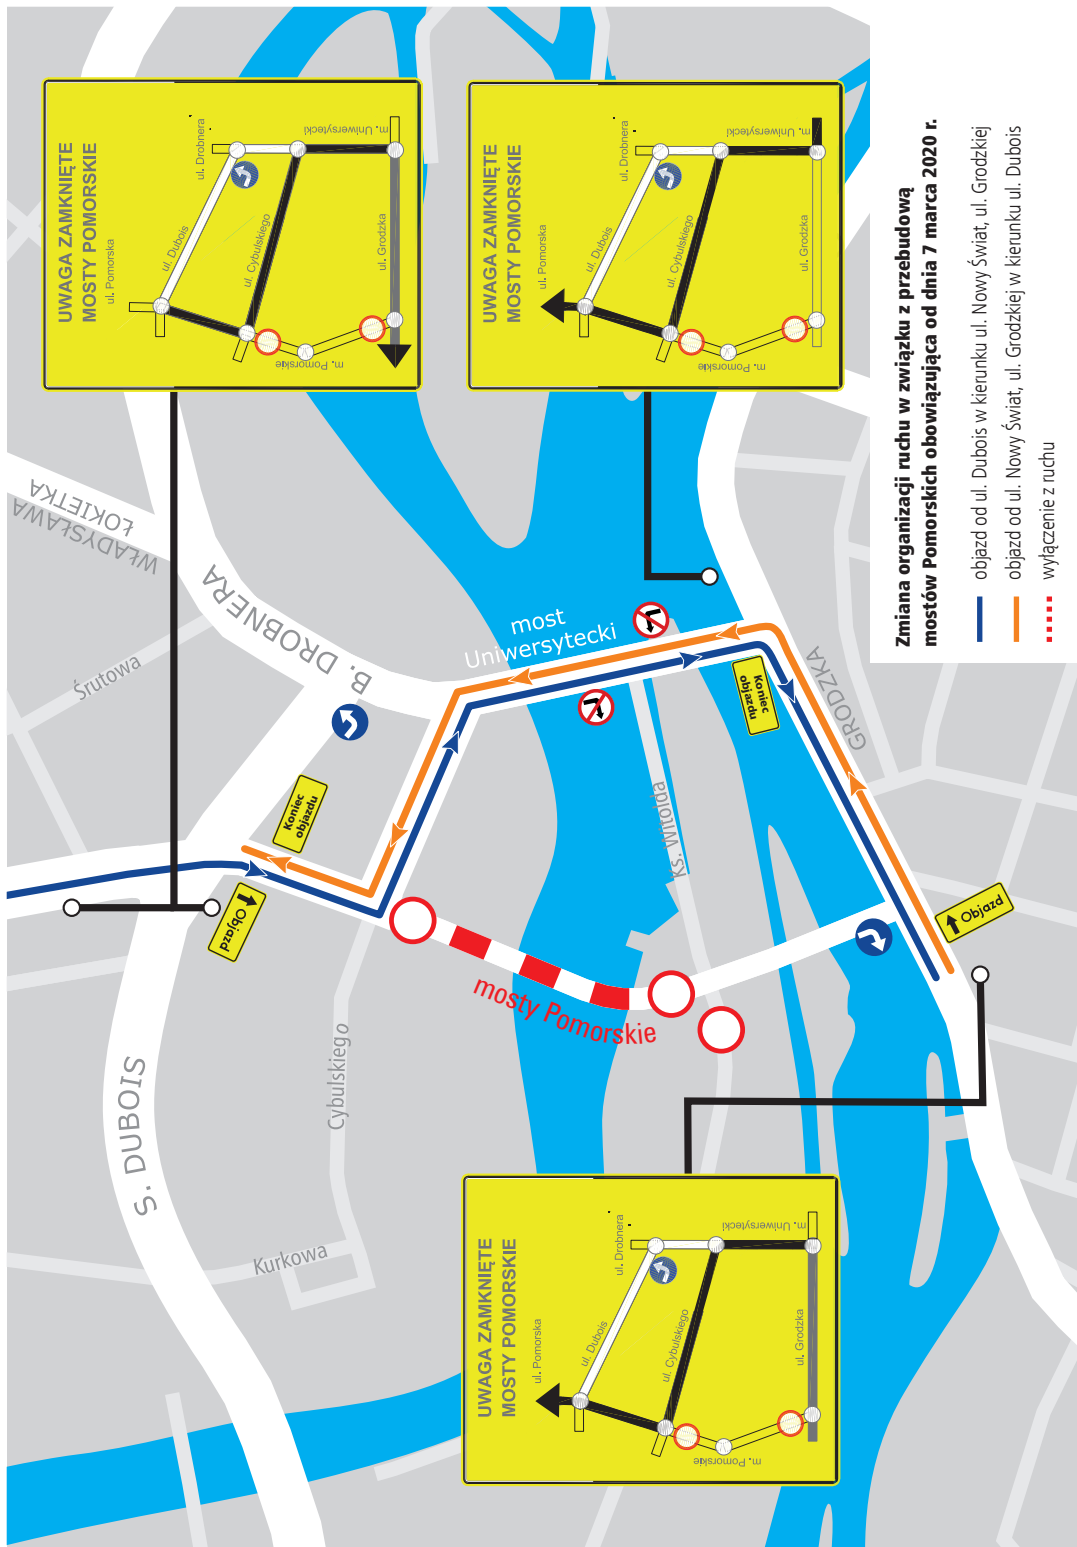 Zmiana organizacji ruchu w związku z przebudową
mostów Pomorskich obowiązująca od dnia 7 marca 2020 r.
objazd od ul. Dubois w kierunku ul. Nowy Świat, ul. Grodzkiej
objazd od ul. Nowy Świat, ul. Grodzkiej w kierunku ul. Dubois
wyłączenie z ruchu
UWAGA ZAMKNIĘTE
MOSTY POMORSKIE
ul. Pomorska
ul. Dubois
ul. Drobnera
ul. Cybulskiego
m. Uniwersytecki
ul. Grodzka
m. Pomorskie
UWAGA ZAMKNIĘTE
MOSTY POMORSKIE
ul. Pomorska
ul. Dubois
ul. Drobnera
ul. Cybulskiego
m. Uniwersytecki
ul. Grodzka
m. Pomorskie
UWAGA ZAMKNIĘTE
MOSTY POMORSKIE
ul. Pomorska
ul. Dubois
ul. Drobnera
ul. Cybulskiego
m. Uniwersytecki
ul. Grodzka
m. Pomorskie
WŁADYSŁAWA
ŁOKIETKA
B. DROBNERA
Śrutowa
most
Uniwersytecki
Koniec
objazdu
Koniec
objazdu
Objazd
Objazd
GRODZKA
Ks. Witolda
mosty Pomorskie
S. DUBOIS
Cybulskiego
Kurkowa